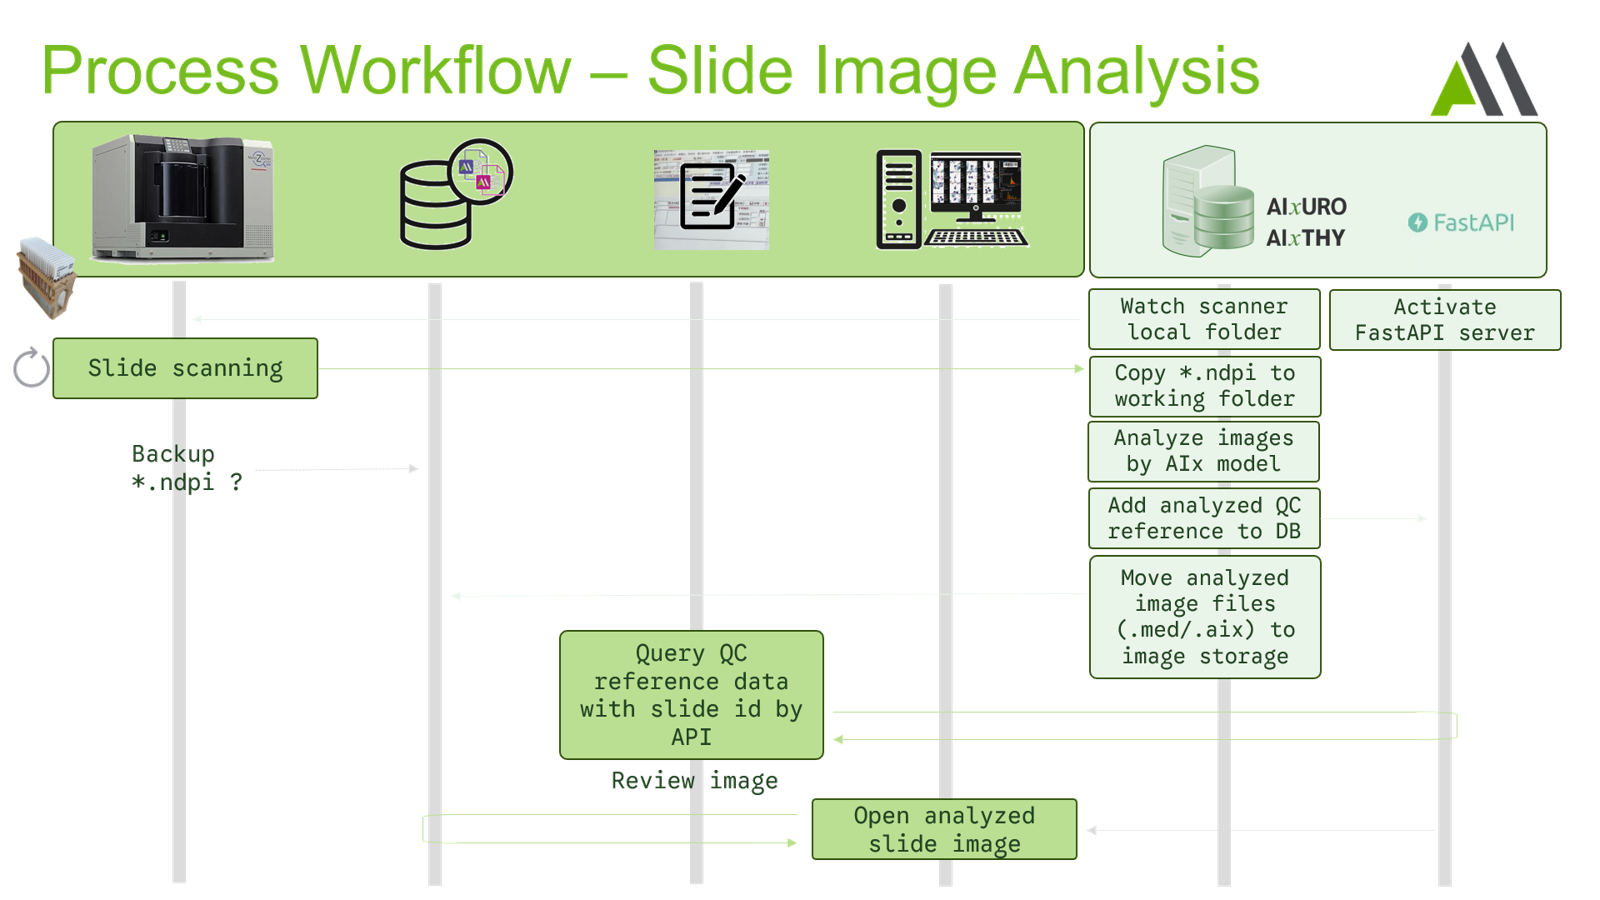 Process Workflow – Slide Image Analysis
AIxURO
AIxTHY
FastAPI
Watch scanner
local folder
Activate
FastAPI server
Slide scanning
Copy *.ndpi to
working folder
Analyze images
by AIx model
Backup
*.ndpi ?
Add analyzed QC
reference to DB
Move analyzed
image files
(.med/.aix) to
image storage
Query QC
reference data
with slide id by
API
Review image
Open analyzed
slide image